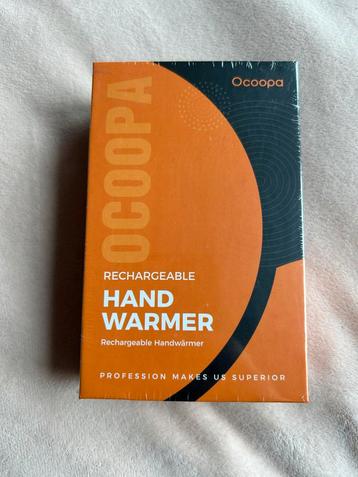 Ocoopa
OCOOPA
RECHARGEABLE
HAND
WARMER
Rechargeable Handwärmer
PROFESSION MAKES US SUPERIOR